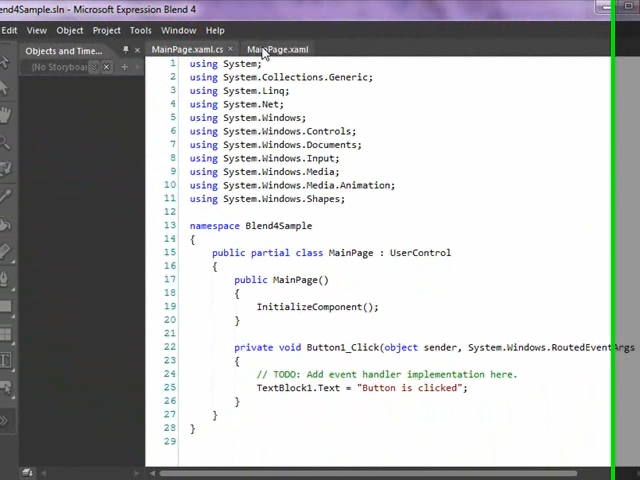 lend4Sample.sln - Microsoft Expression Blend 4
Edit View Object Project Tools Window Help
Objects and Time... MainPage.xaml.cs × MainPage.xaml
(No Storyboar
1 using System;
2 using System.Collections.Generic;
3 using System.Linq;
4 using System.Net;
5 using System.Windows;
6 using System.Windows.Controls;
7 using System.Windows.Documents;
8 using System.Windows.Input;
9 using System.Windows.Media;
10 using System.Windows.Media.Animation;
11 using System.Windows.Shapes;
12
13 namespace Blend4Sample
14 {
15 public partial class MainPage : UserControl
16 {
17 public MainPage()
18 {
19 InitializeComponent();
20 }
21
22 private void Button1_Click(object sender, System.Windows.RoutedEventArgs
23 {
24 // TODO: Add event handler implementation here.
25 TextBlock1.Text = "Button is clicked";
26 }
27 }
28 }
29